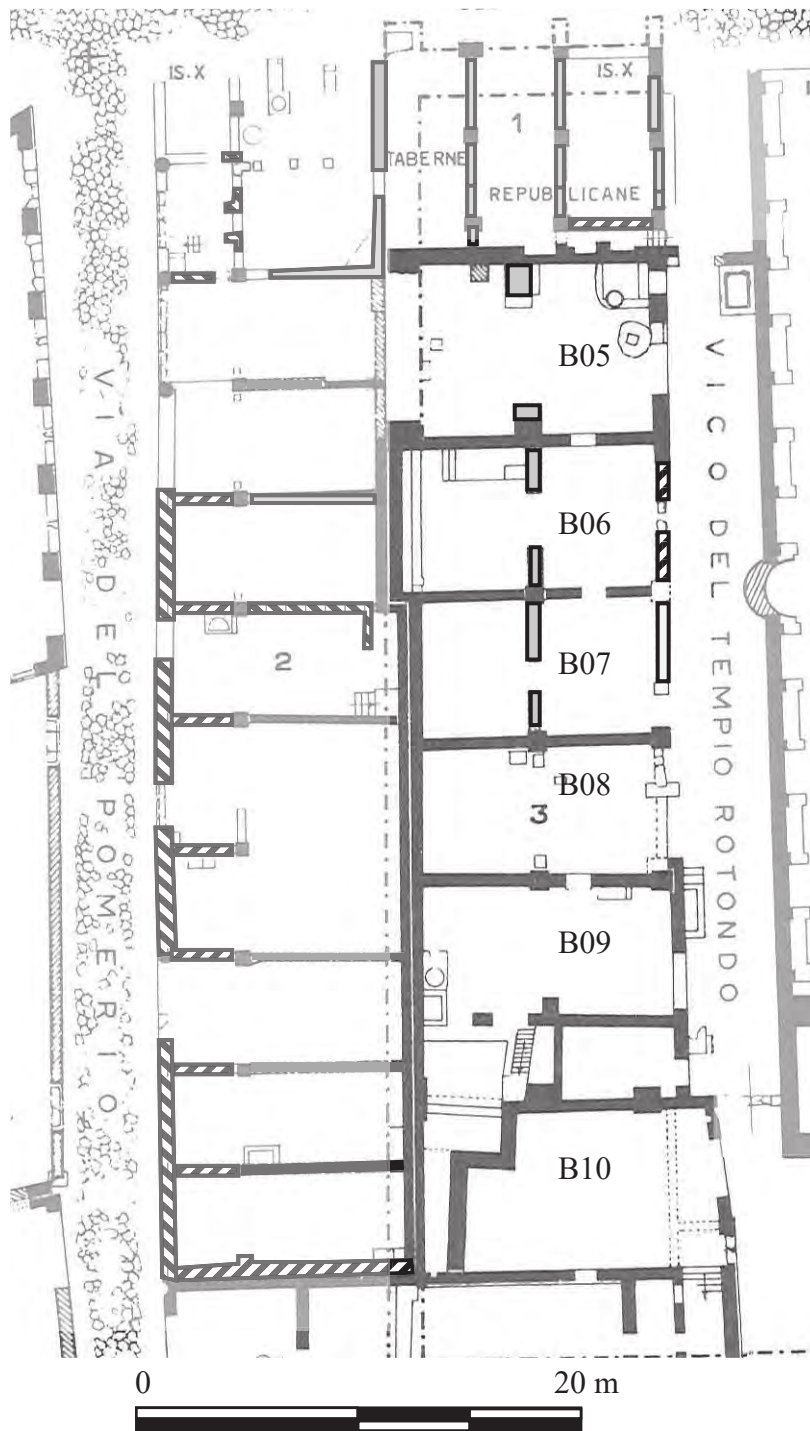 IS.X
IS.X
1
TABERNE
REPUBLICANE
B05
B06
2
B07
B08
3
B09
B10
VIA DEL POMERIO
VICO DEL TEMPIO ROTONDO
0 20 m